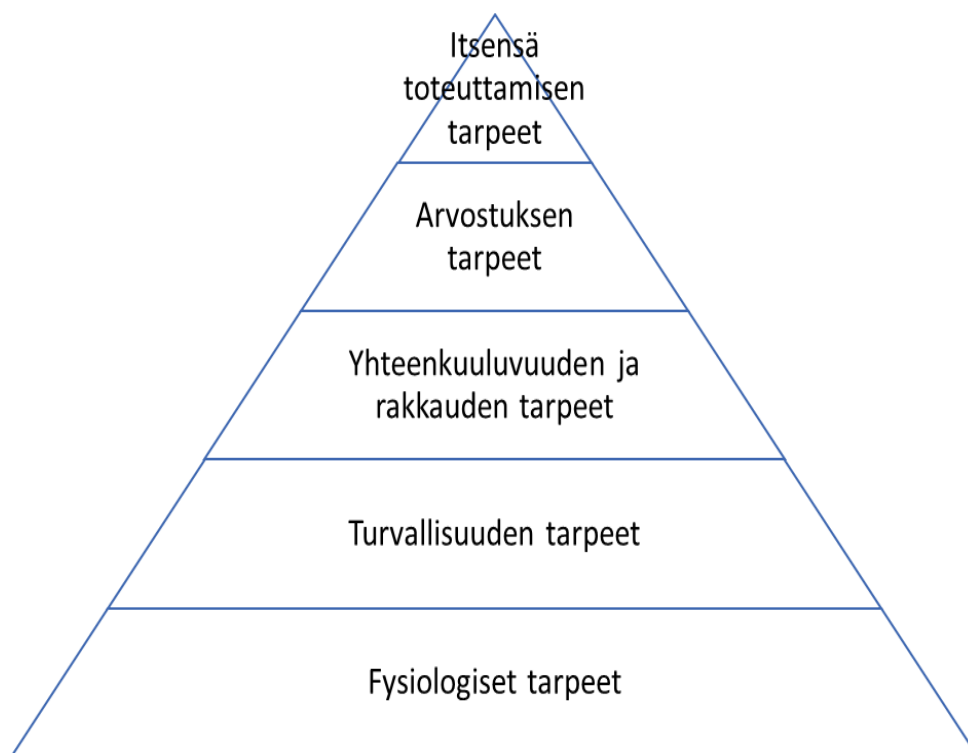 Itsensä
toteuttamisen
tarpeet
Arvostuksen
tarpeet
Yhteenkuuluvuuden ja
rakkauden tarpeet
Turvallisuuden tarpeet
Fysiologiset tarpeet